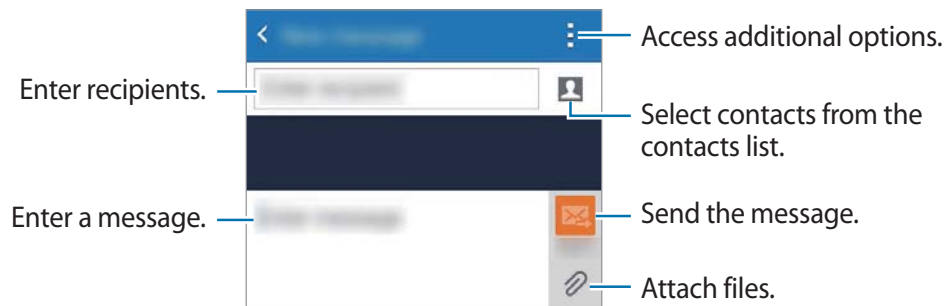 Access additional options.
Enter recipients.
Select contacts from the
contacts list.
Enter a message.
Send the message.
Attach files.